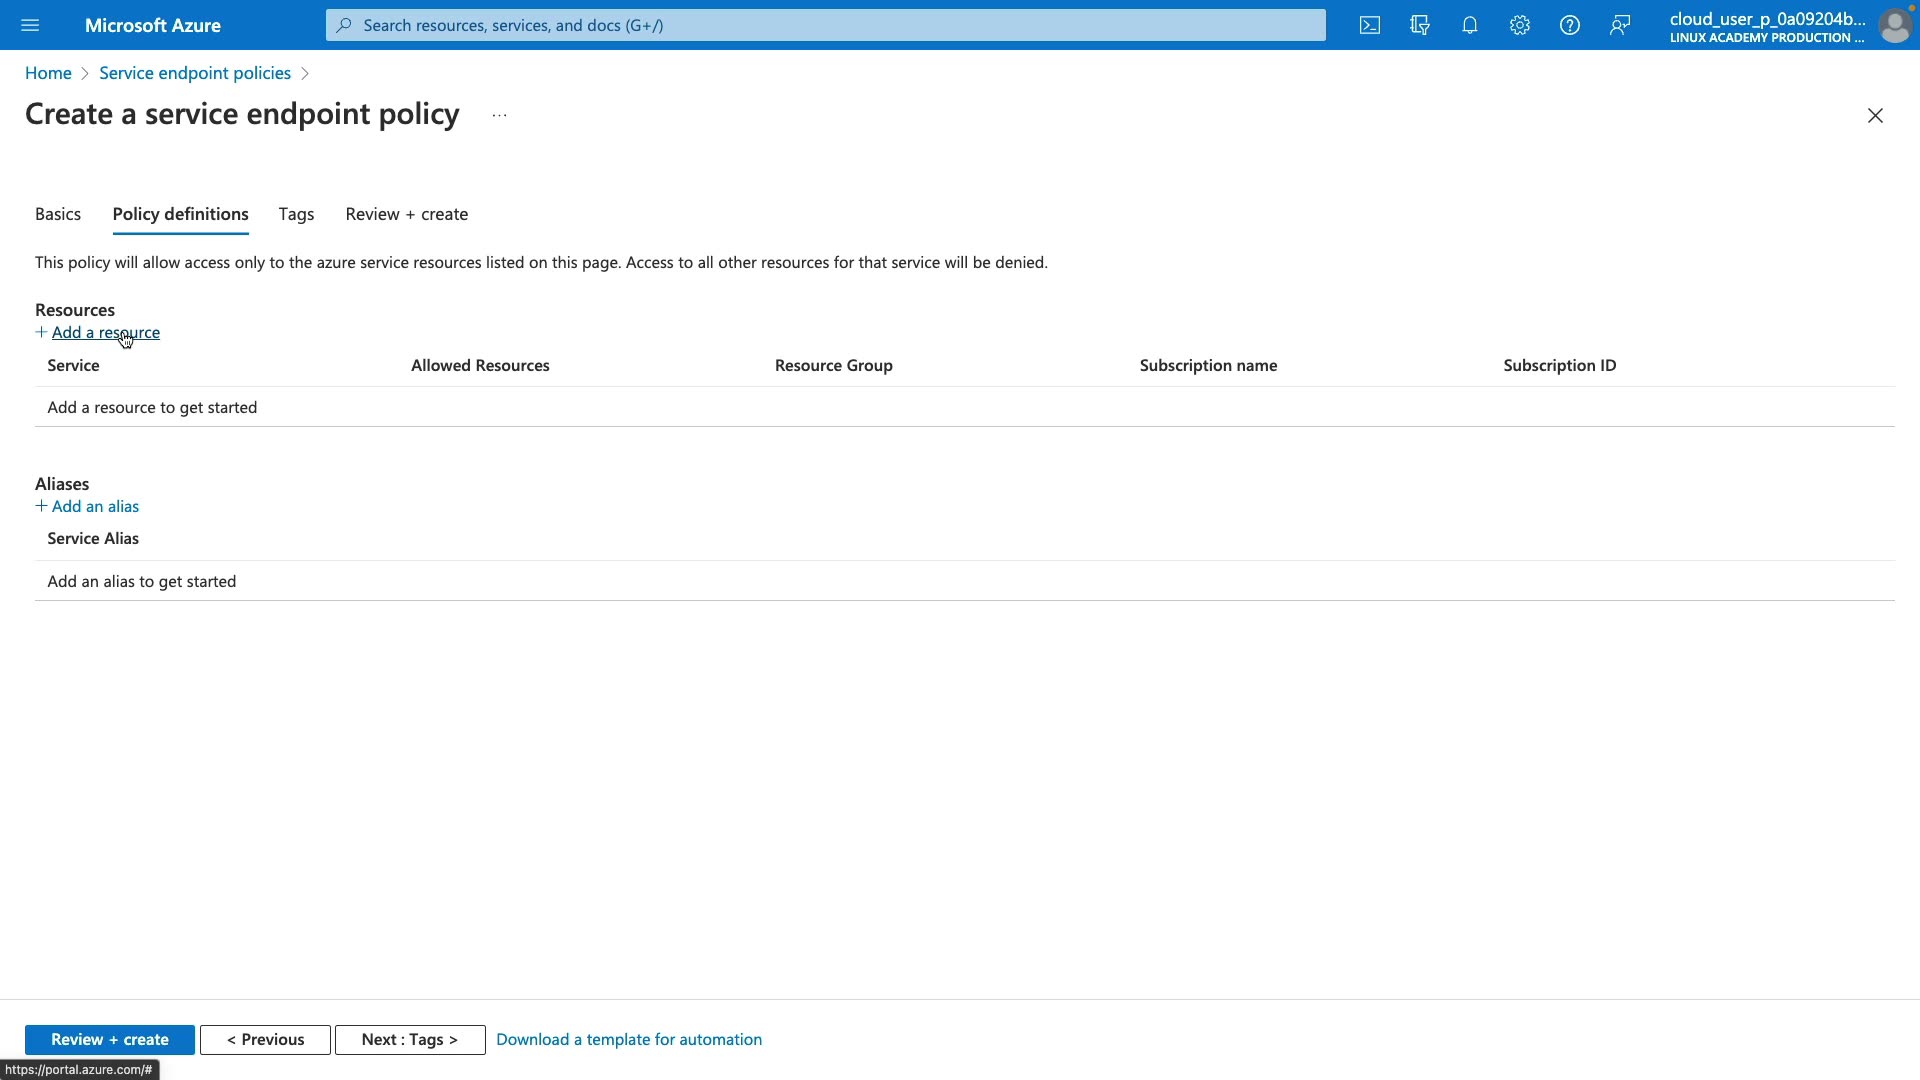 Microsoft Azure
Search resources, services, and docs (G+/)
cloud_user_p_0a09204b...
LINUX ACADEMY PRODUCTION ...
Home > Service endpoint policies >
Create a service endpoint policy ...
Basics Policy definitions Tags Review + create
This policy will allow access only to the azure service resources listed on this page. Access to all other resources for that service will be denied.
Resources
+ Add a resource
Service Allowed Resources Resource Group Subscription name Subscription ID
Add a resource to get started
Aliases
+ Add an alias
Service Alias
Add an alias to get started
Review + create < Previous Next : Tags > Download a template for automation
https://portal.azure.com/#